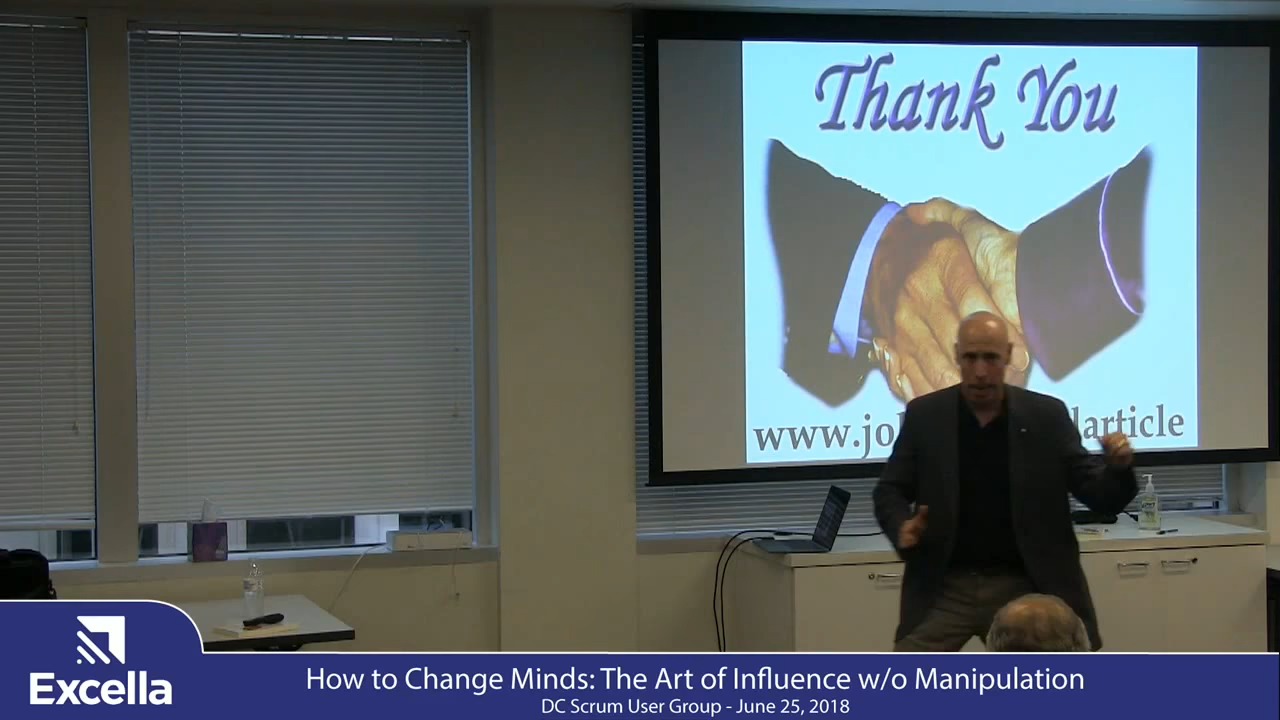 Thank You
www.jo
larticle
Excella
How to Change Minds: The Art of Influence w/o Manipulation
DC Scrum User Group - June 25, 2018